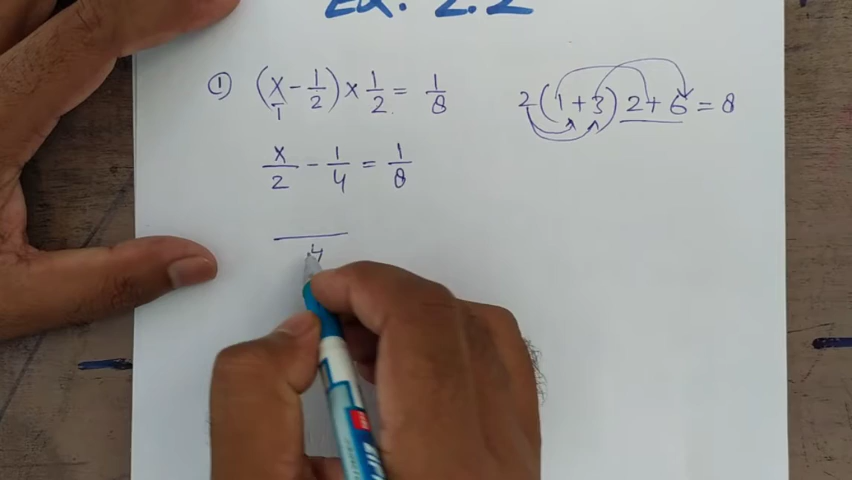 Ex. 2.2
① (x/1 - 1/2) × 1/2 = 1/8
2(1+3) 2+6 = 8
x/2 - 1/4 = 1/8
4